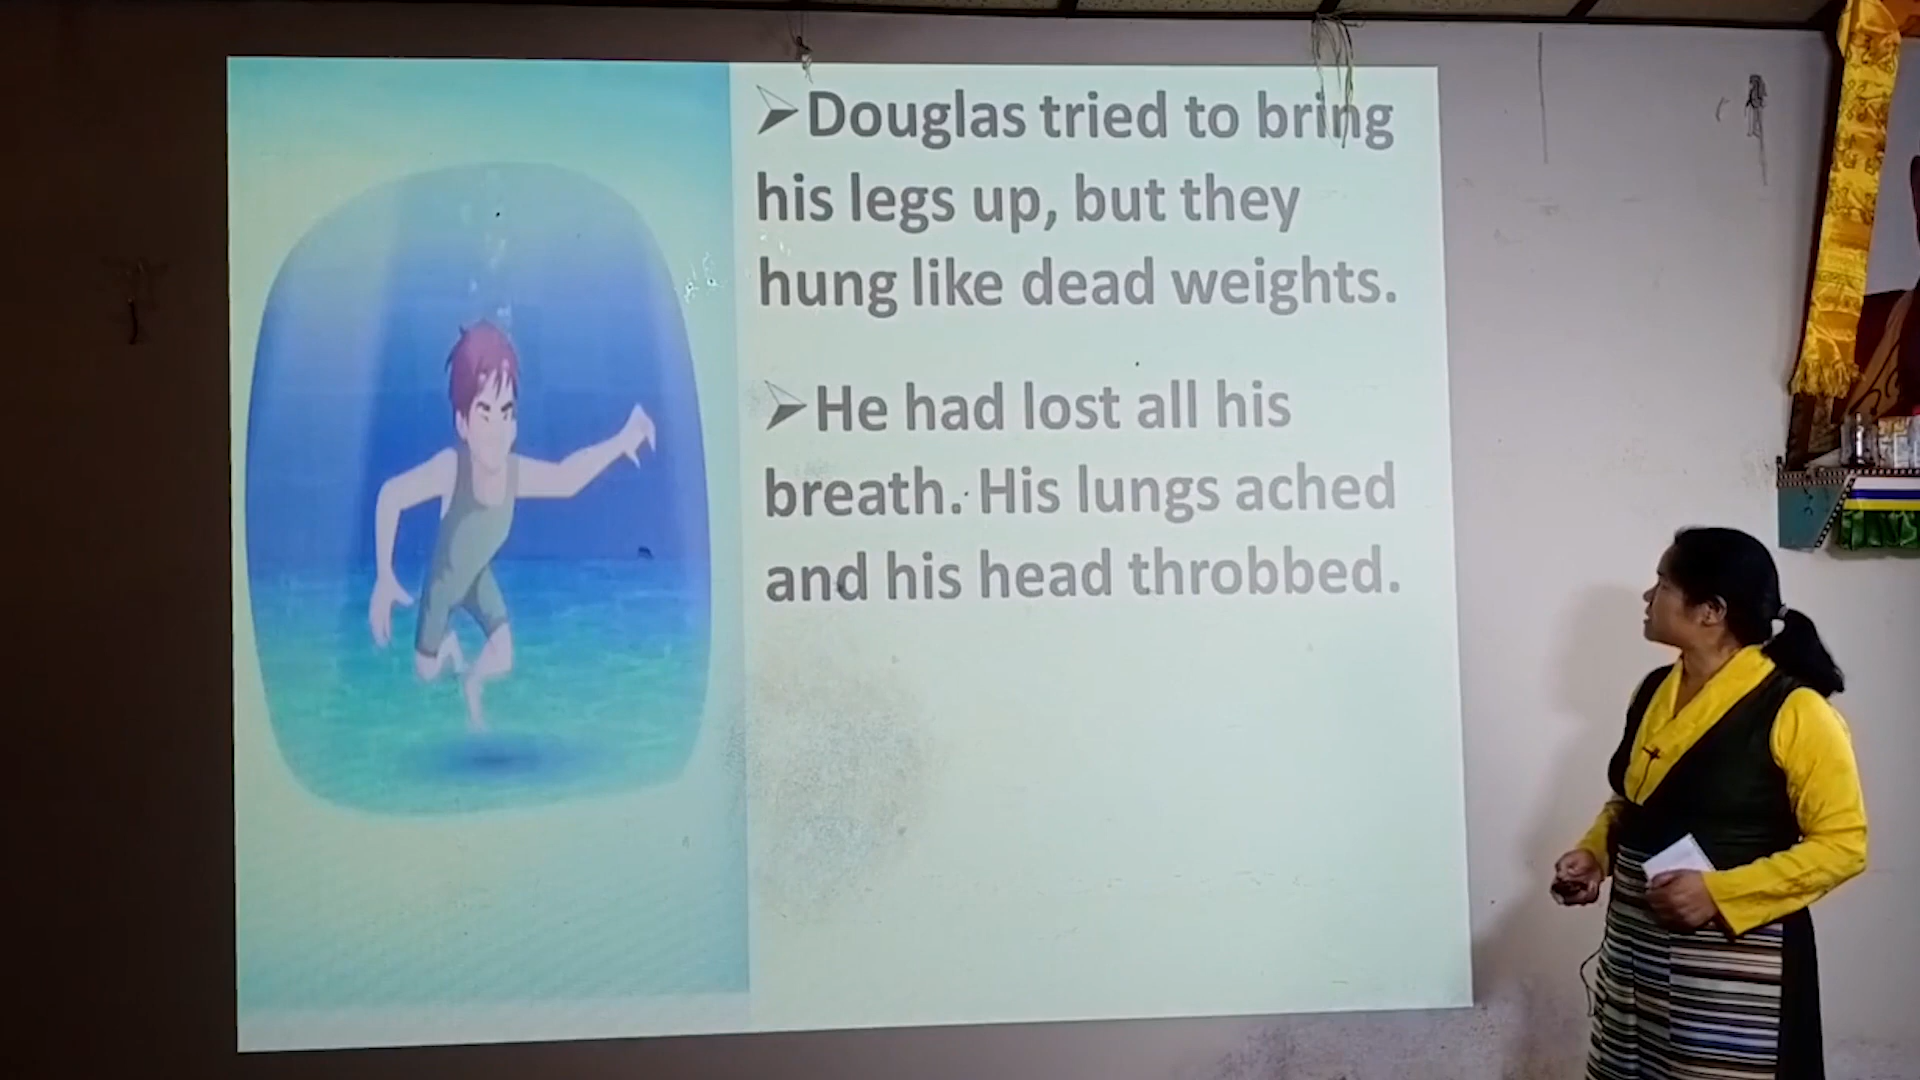 ➢Douglas tried to bring
his legs up, but they
hung like dead weights.
➢He had lost all his
breath. His lungs ached
and his head throbbed.